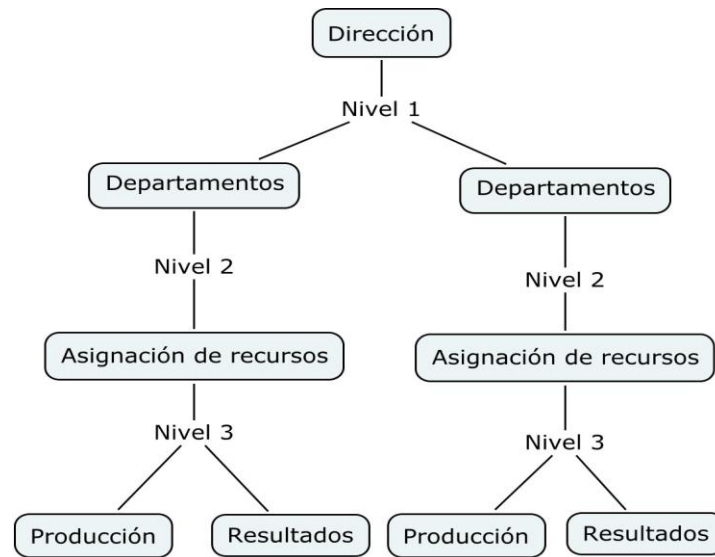 Dirección
Nivel 1
Departamentos
Departamentos
Nivel 2
Nivel 2
Asignación de recursos
Asignación de recursos
Nivel 3
Nivel 3
Producción
Resultados
Producción
Resultados